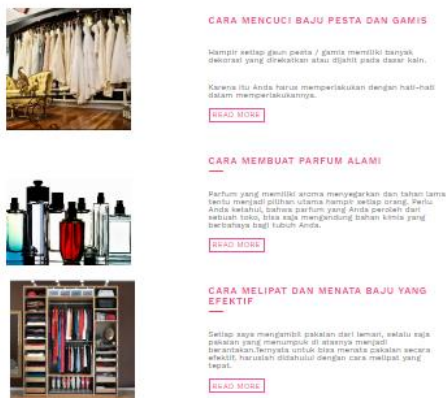 CARA MENCUCI BAJU PESTA DAN GAMIS
Hampir setiap gaun pesta / gamis memiliki banyak
dekorasi yang direkatkan atau dijahit pada dasar kain.
Karena itu Anda harus memperlakukan dengan hati-hati
dalam memperlakukannya.
READ MORE
CARA MEMBUAT PARFUM ALAMI
Parfum yang memiliki aroma menyegarkan dan tahan lama
tentu menjadi pilihan utama hampir setiap orang. Perlu
Anda ketahui, bahwa parfum yang Anda peroleh dari
sebuah toko, bisa saja mengandung bahan kimia yang
berbahaya bagi tubuh Anda.
READ MORE
CARA MELIPAT DAN MENATA BAJU YANG
EFEKTIF
Setiap saya mengambil pakaian dari lemari, selalu saja
pakaian yang menumpuk di atasnya menjadi
berantakan.Ternyata untuk bisa menata pakaian secara
efektif, haruslah didahului dengan cara melipat yang
tepat.
READ MORE